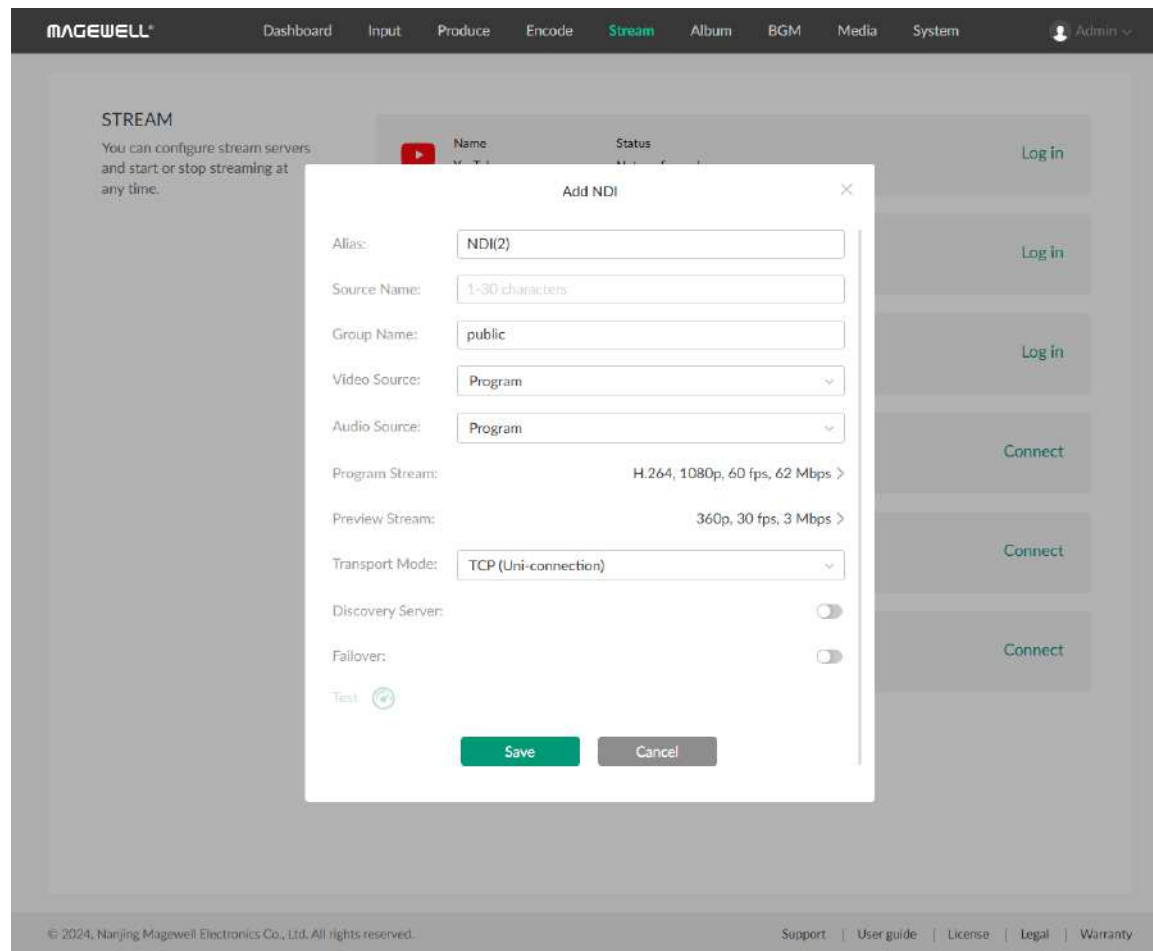 MAGEWELL®
Dashboard Input Produce Encode Stream Album BGM Media System Admin
STREAM
You can configure stream servers
and start or stop streaming at
any time.
Name Status
Log in
Add NDI
Alias: NDI(2)
Log in
Source Name: 1-30 characters
Group Name: public
Log in
Video Source: Program
Audio Source: Program
Connect
Program Stream: H.264, 1080p, 60 fps, 62 Mbps >
Preview Stream: 360p, 30 fps, 3 Mbps >
Connect
Transport Mode: TCP (Uni-connection)
Discovery Server:
Failover:
Connect
Test
Save Cancel
© 2024, Nanjing Magewell Electronics Co., Ltd. All rights reserved.
Support | User guide | License | Legal | Warranty